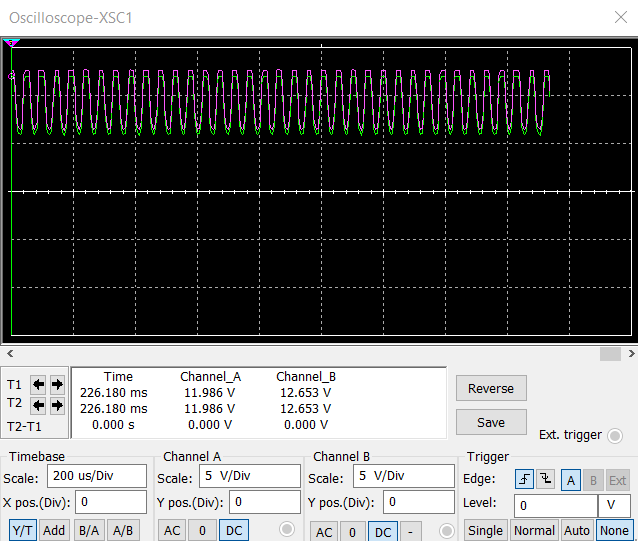 Oscilloscope-XSC1
T1
T2
T2-T1
Time Channel_A Channel_B
226.180 ms 11.986 V 12.653 V
226.180 ms 11.986 V 12.653 V
0.000 s 0.000 V 0.000 V
Reverse
Save
Ext. trigger
Timebase
Scale: 200 us/Div
X pos.(Div): 0
Y/T Add B/A A/B
Channel A
Scale: 5 V/Div
Y pos.(Div): 0
AC 0 DC
Channel B
Scale: 5 V/Div
Y pos.(Div): 0
AC 0 DC -
Trigger
Edge: A B Ext
Level: 0 V
Single Normal Auto None